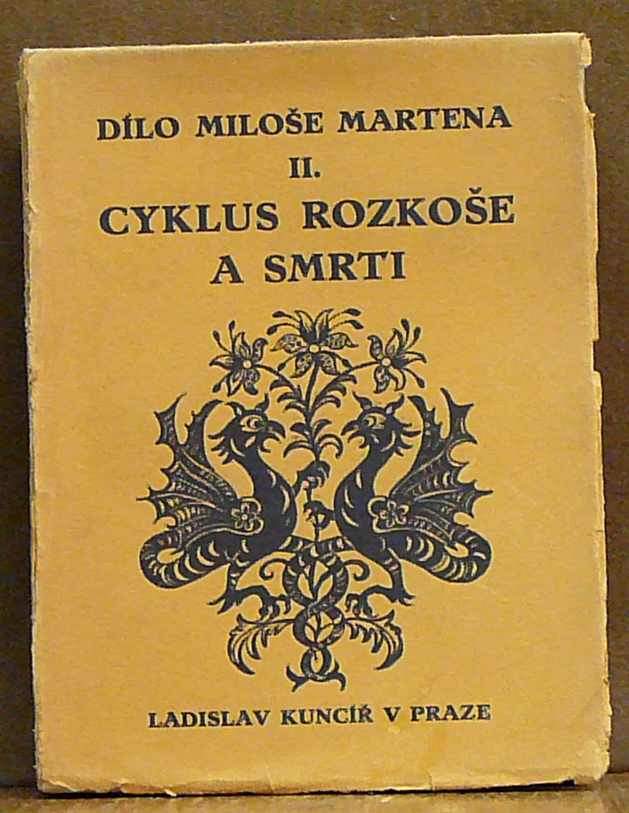 DÍLO MILOŠE MARTENA
II.
CYKLUS ROZKOŠE
A SMRTI
LADISLAV KUNCÍŘ V PRAZE